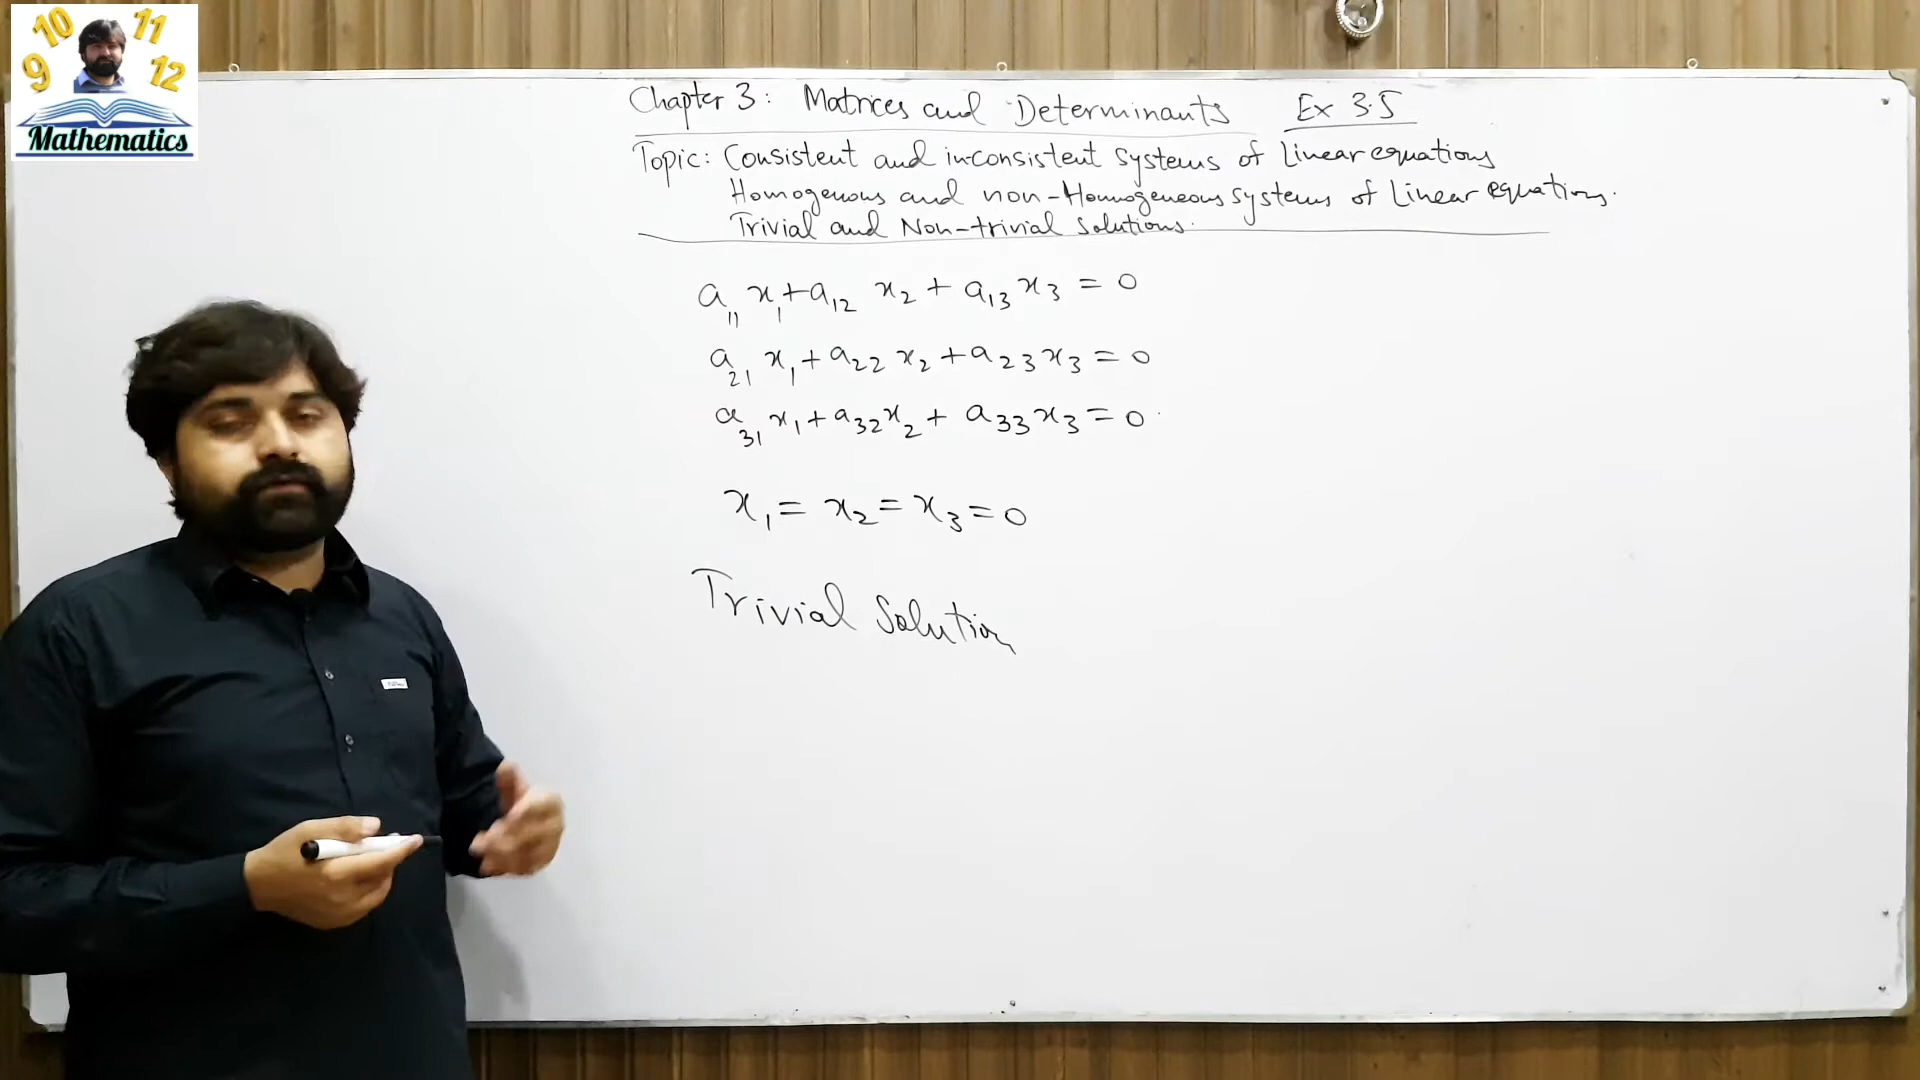 10 11
9 12
Mathematics
Chapter 3: Matrices and Determinants Ex 3.5
Topic: Consistent and inconsistent systems of Linear equations
Homogenous and non-Homogeneous systems of Linear equations.
Trivial and Non-trivial solutions.
a₁₁ x₁ + a₁₂ x₂ + a₁₃ x₃ = 0
a₂₁ x₁ + a₂₂ x₂ + a₂₃ x₃ = 0
a₃₁ x₁ + a₃₂ x₂ + a₃₃ x₃ = 0
x₁ = x₂ = x₃ = 0
Trivial Solution